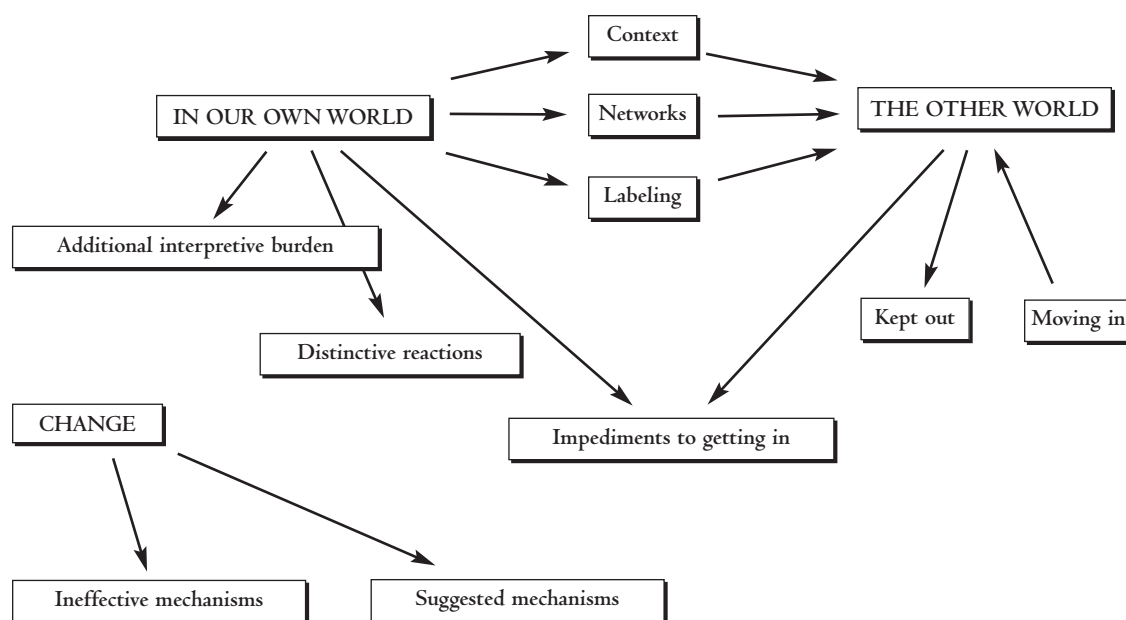 Context
IN OUR OWN WORLD
Networks
THE OTHER WORLD
Labeling
Additional interpretive burden
Kept out
Moving in
Distinctive reactions
CHANGE
Impediments to getting in
Ineffective mechanisms
Suggested mechanisms